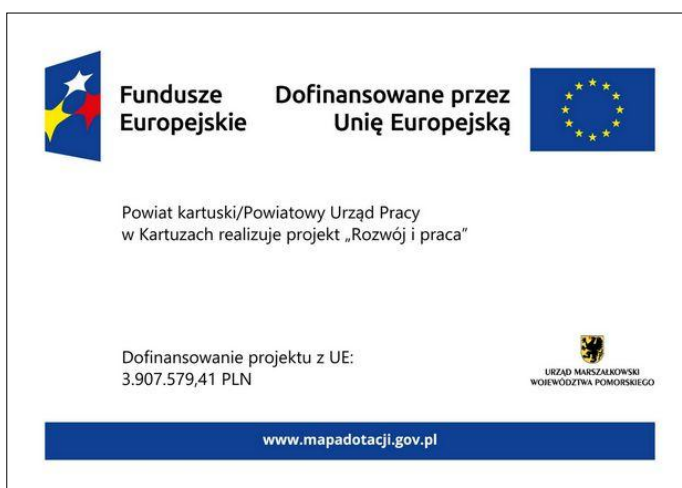 Fundusze
Europejskie
Dofinansowane przez
Unię Europejską
Powiat kartuski/Powiatowy Urząd Pracy
w Kartuzach realizuje projekt „Rozwój i praca”
Dofinansowanie projektu z UE:
3.907.579,41 PLN
URZĄD MARSZAŁKOWSKI
WOJEWÓDZTWA POMORSKIEGO
www.mapadotacji.gov.pl